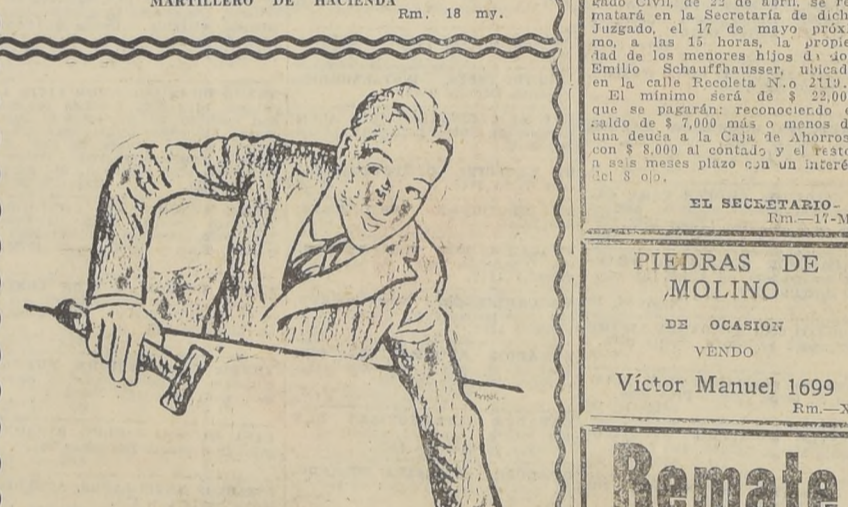 MARTILLERO DE HACIENDA
Rm. 18 my.
gado Civil, de 22 de abril, se re
matará en la Secretaría de dich
Juzgado, el 17 de mayo próxi
mo, a las 15 horas, la propie
dad de los menores hijos
Emilio Schauffhausser, ubicad
en la calle Recoleta N.o 2119.
El mínimo será de $ 22,00
que se pagarán: reconociendo e
saldo de $ 7,000 más o menos d
una deuda a la Caja de Ahorros
con $ 8.000 al contado y el resto
a seis meses plazo con un interé
del 8 o|o.
EL SECRETARIO-
Rm.—17-M
PIEDRAS DE
MOLINO
DE OCASION
VENDO
Víctor Manuel 1699
Rm.—X
Remate